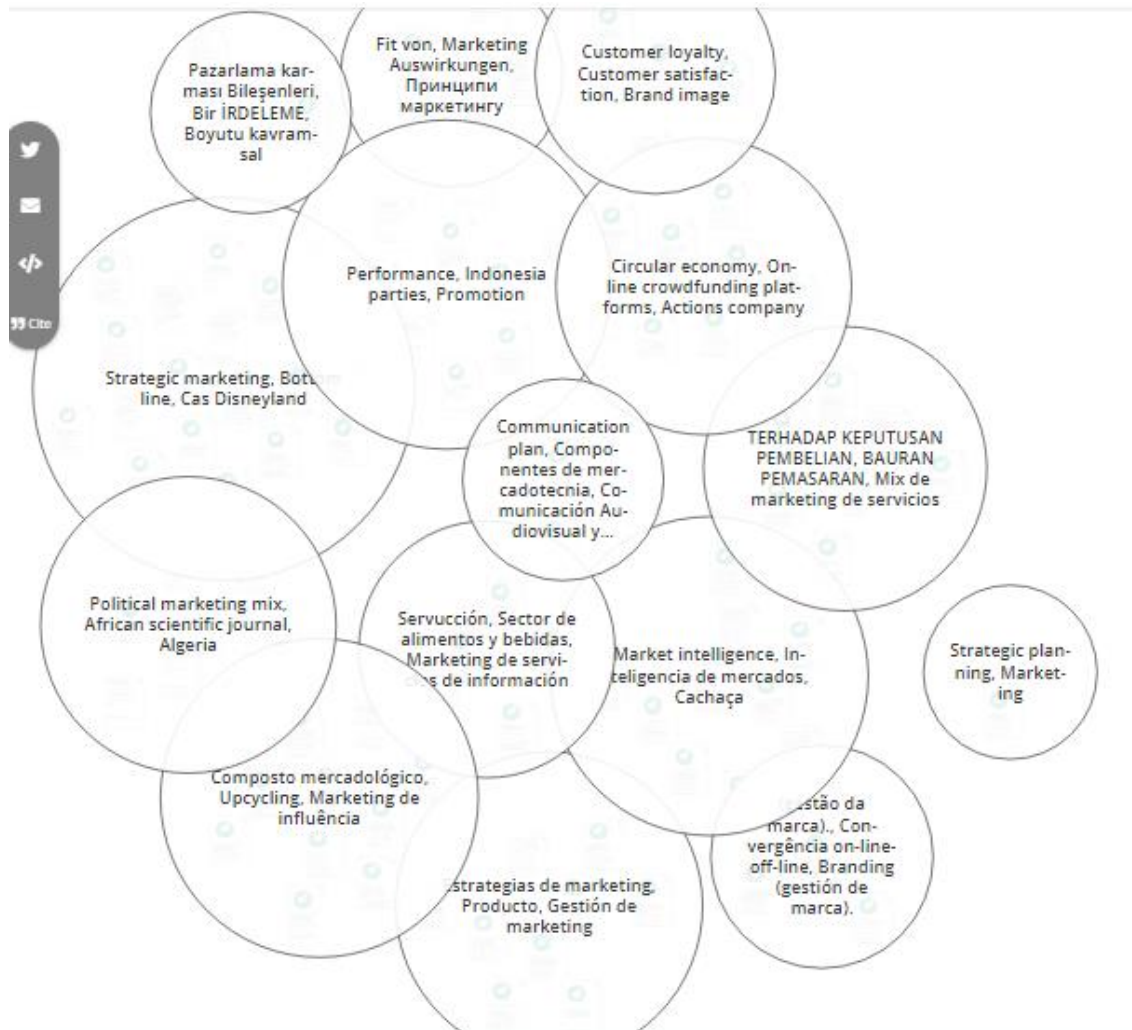 Fit von, Marketing
Auswirkungen,
Принципи
маркетингу
Customer loyalty,
Customer satisfac-
tion, Brand image
Pazarlama kar-
ması Bileşenleri,
Bir İRDELEME,
Boyutu kavram-
sal
Performance, Indonesia
parties, Promotion
Circular economy, On-
line crowdfunding plat-
forms, Actions company
Cite
Strategic marketing,
line, Cas Disneyland
Communication
plan, Compo-
nentes de mer-
cadotecnia, Co-
municación Au-
diovisual y...
TERHADAP KEPUTUSAN
PEMBELIAN, BAURAN
PEMASARAN, Mix de
marketing de servicios
Political marketing mix,
African scientific journal,
Algeria
Servucción, Sector de
alimentos y bebidas,
Marketing de servi-
de información
Market intelligence, In-
teligencia de mercados,
Cachaça
Strategic plan-
ning, Market-
ing
Composto mercadológico,
Upcycling, Marketing de
influência
da
marca)., Con-
vergência on-line-
off-line, Branding
(gestión de
marca).
strategias de marketing,
Producto, Gestión de
marketing